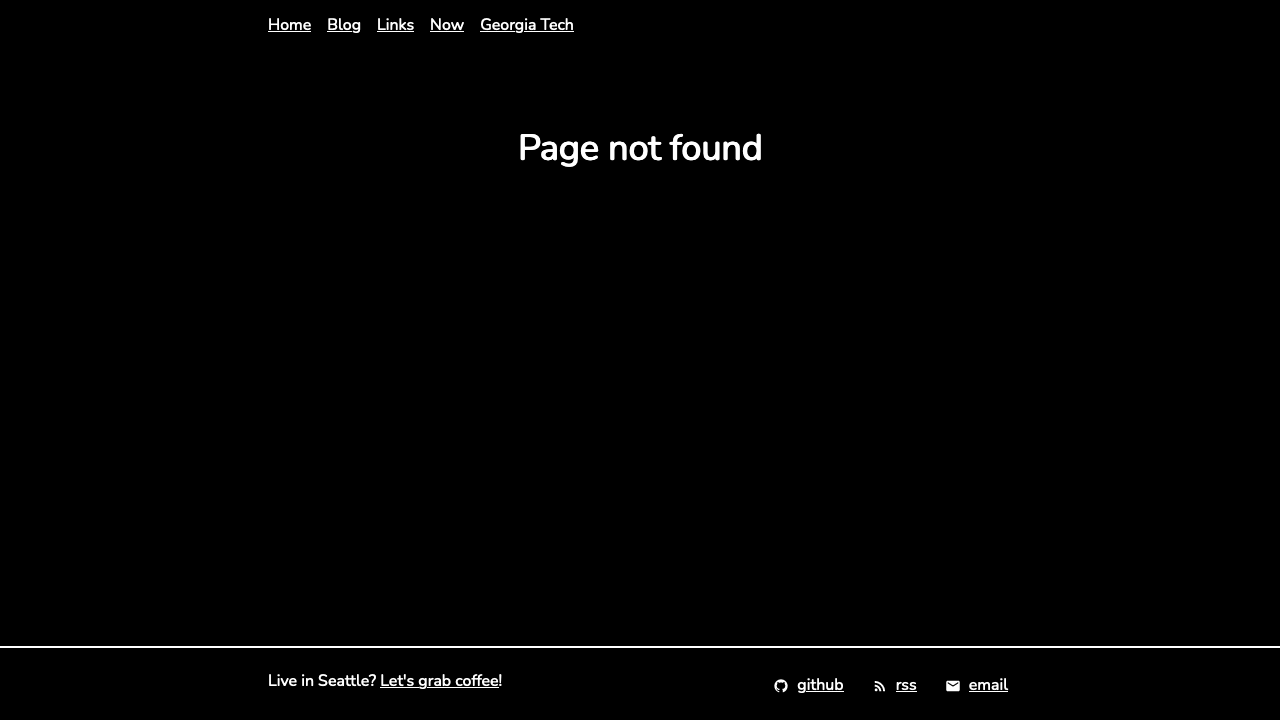 Home Blog Links Now Georgia Tech
Page not found
Live in Seattle? Let's grab coffee!
github rss email